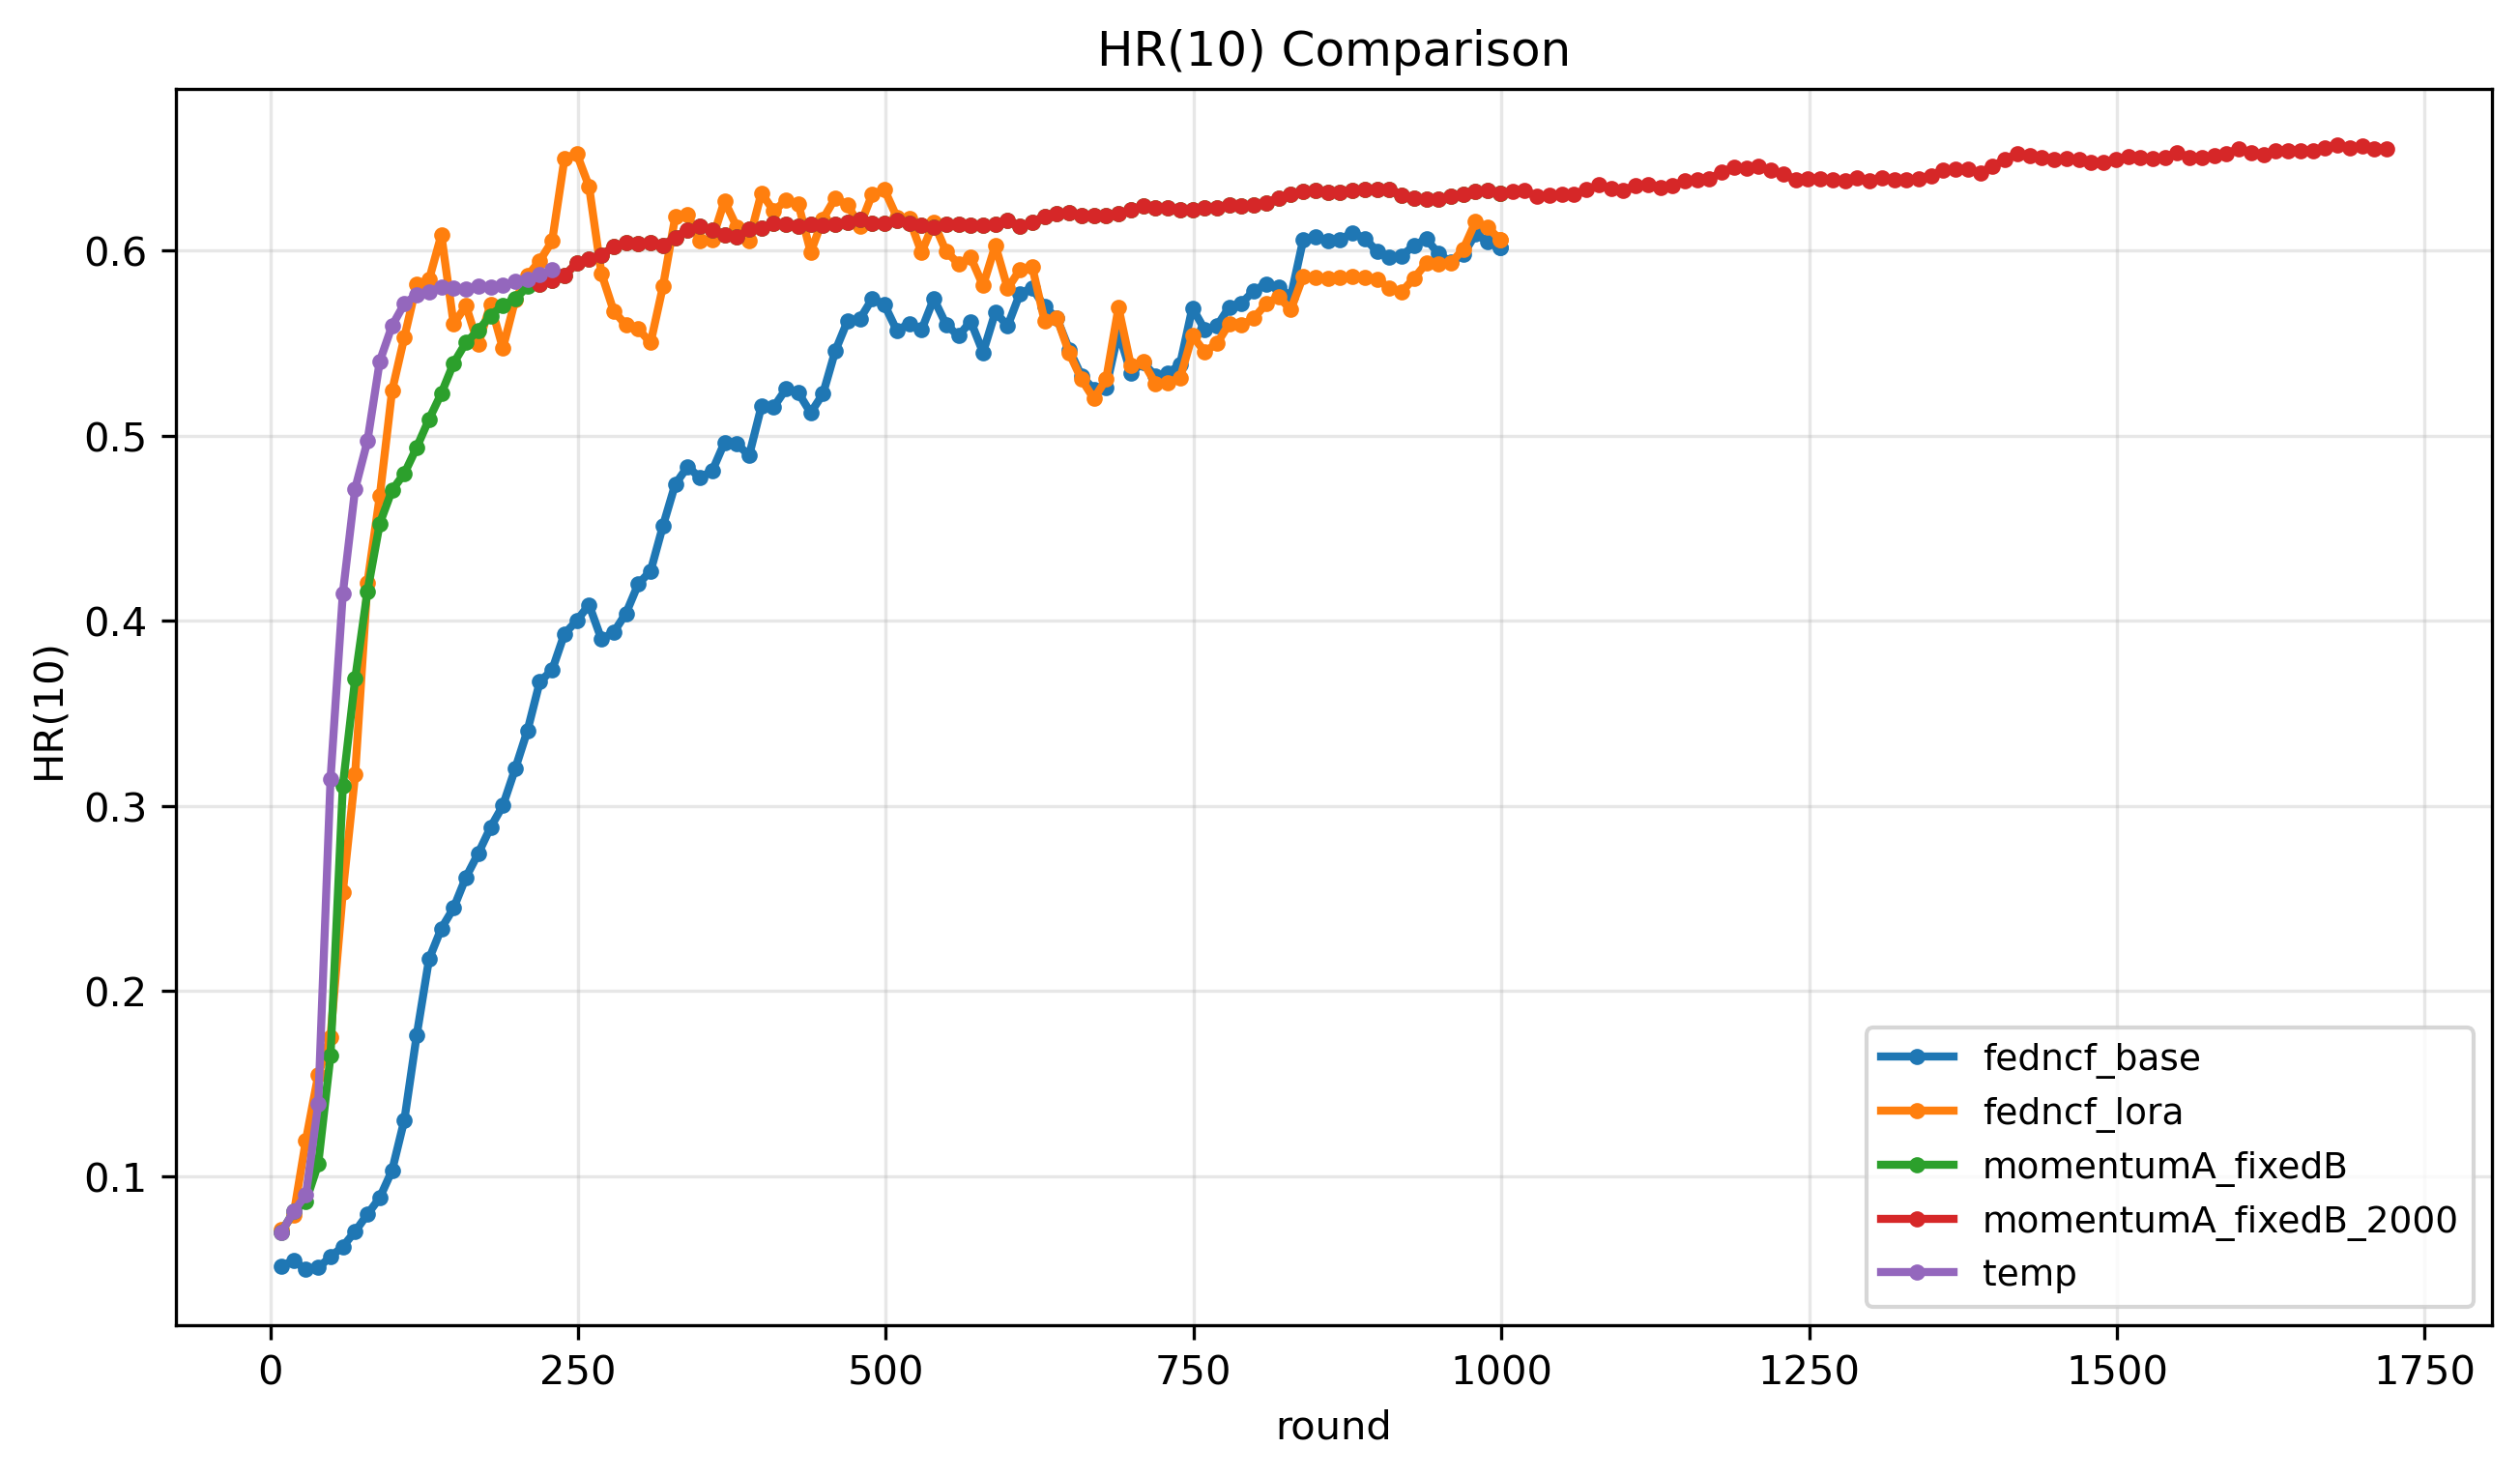 HR(10) Comparison
HR(10)
0.6
0.5
0.4
0.3
0.2
0.1
0 250 500 750 1000 1250 1500 1750
round
fedncf_base
fedncf_lora
momentumA_fixedB
momentumA_fixedB_2000
temp